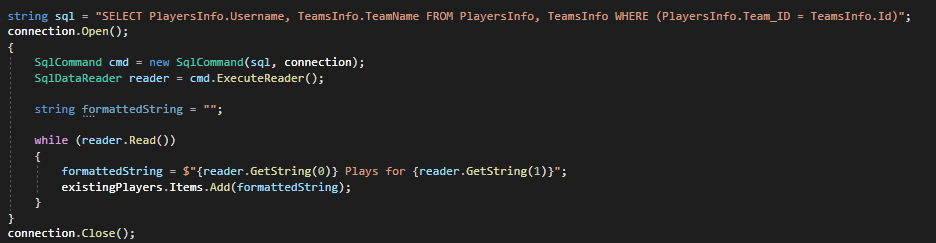 string sql = "SELECT PlayersInfo.Username, TeamsInfo.TeamName FROM PlayersInfo, TeamsInfo WHERE (PlayersInfo.Team_ID = TeamsInfo.Id)";
connection.Open();
{
    SqlCommand cmd = new SqlCommand(sql, connection);
    SqlDataReader reader = cmd.ExecuteReader();

    string formattedString = "";

    while (reader.Read())
    {
        formattedString = $"{reader.GetString(0)} Plays for {reader.GetString(1)}";
        existingPlayers.Items.Add(formattedString);
    }
}
connection.Close();